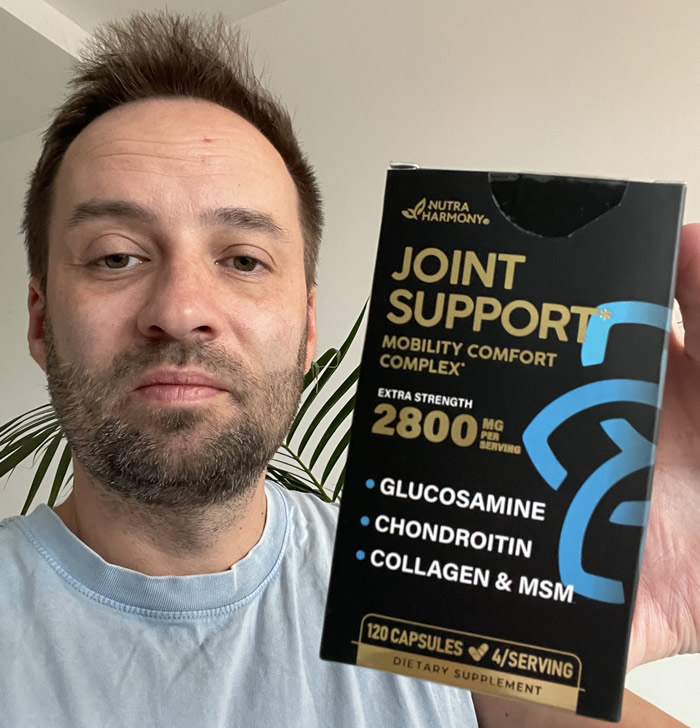 NUTRA
HARMONY®
JOINT
SUPPORT*
MOBILITY COMFORT
COMPLEX*
EXTRA STRENGTH
2800 MG
PER
SERVING
• GLUCOSAMINE
• CHONDROITIN
• COLLAGEN & MSM
120 CAPSULES 4/SERVING
DIETARY SUPPLEMENT